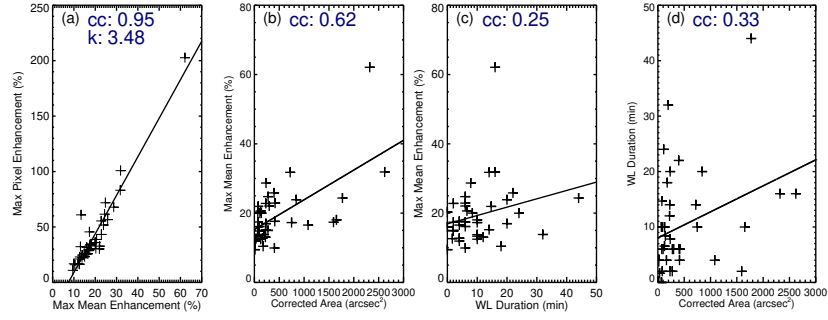 (a) cc: 0.95
k: 3.48
250
200
150
100
50
0
Max Pixel Enhancement (%)
0 10 20 30 40 50 60 70
Max Mean Enhancement (%)
(b) cc: 0.62
80
60
40
20
0
Max Mean Enhancement (%)
0 500 1000 1500 2000 2500 3000
Corrected Area (arcsec²)
(c) cc: 0.25
80
60
40
20
0
Max Mean Enhancement (%)
0 10 20 30 40 50
WL Duration (min)
(d) cc: 0.33
50
40
30
20
10
0
WL Duration (min)
0 500 1000 1500 2000 2500 3000
Corrected Area (arcsec²)